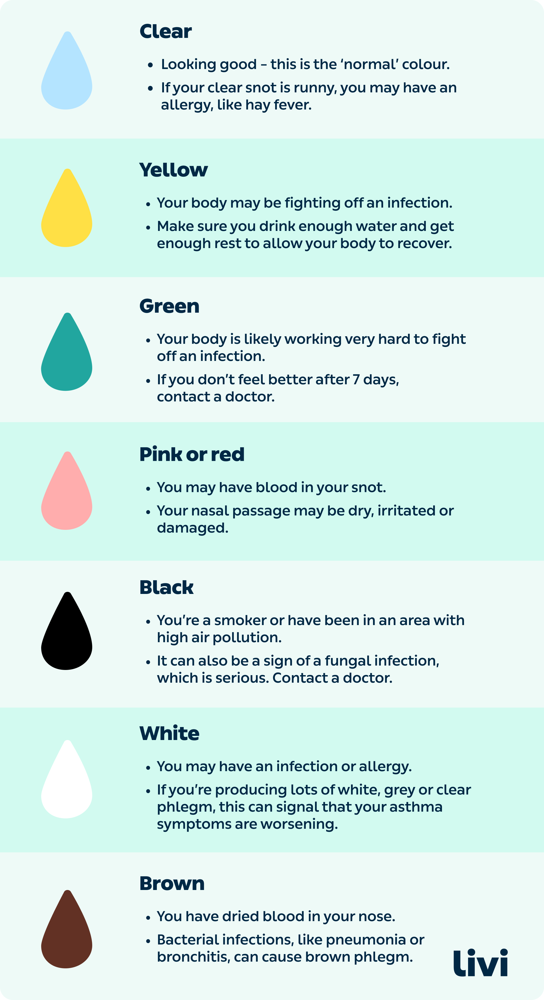 Clear
• Looking good – this is the ‘normal’ colour.
• If your clear snot is runny, you may have an
allergy, like hay fever.
Yellow
• Your body may be fighting off an infection.
• Make sure you drink enough water and get
enough rest to allow your body to recover.
Green
• Your body is likely working very hard to fight
off an infection.
• If you don’t feel better after 7 days,
contact a doctor.
Pink or red
• You may have blood in your snot.
• Your nasal passage may be dry, irritated or
damaged.
Black
• You’re a smoker or have been in an area with
high air pollution.
• It can also be a sign of a fungal infection,
which is serious. Contact a doctor.
White
• You may have an infection or allergy.
• If you’re producing lots of white, grey or clear
phlegm, this can signal that your asthma
symptoms are worsening.
Brown
• You have dried blood in your nose.
• Bacterial infections, like pneumonia or
bronchitis, can cause brown phlegm.
livi